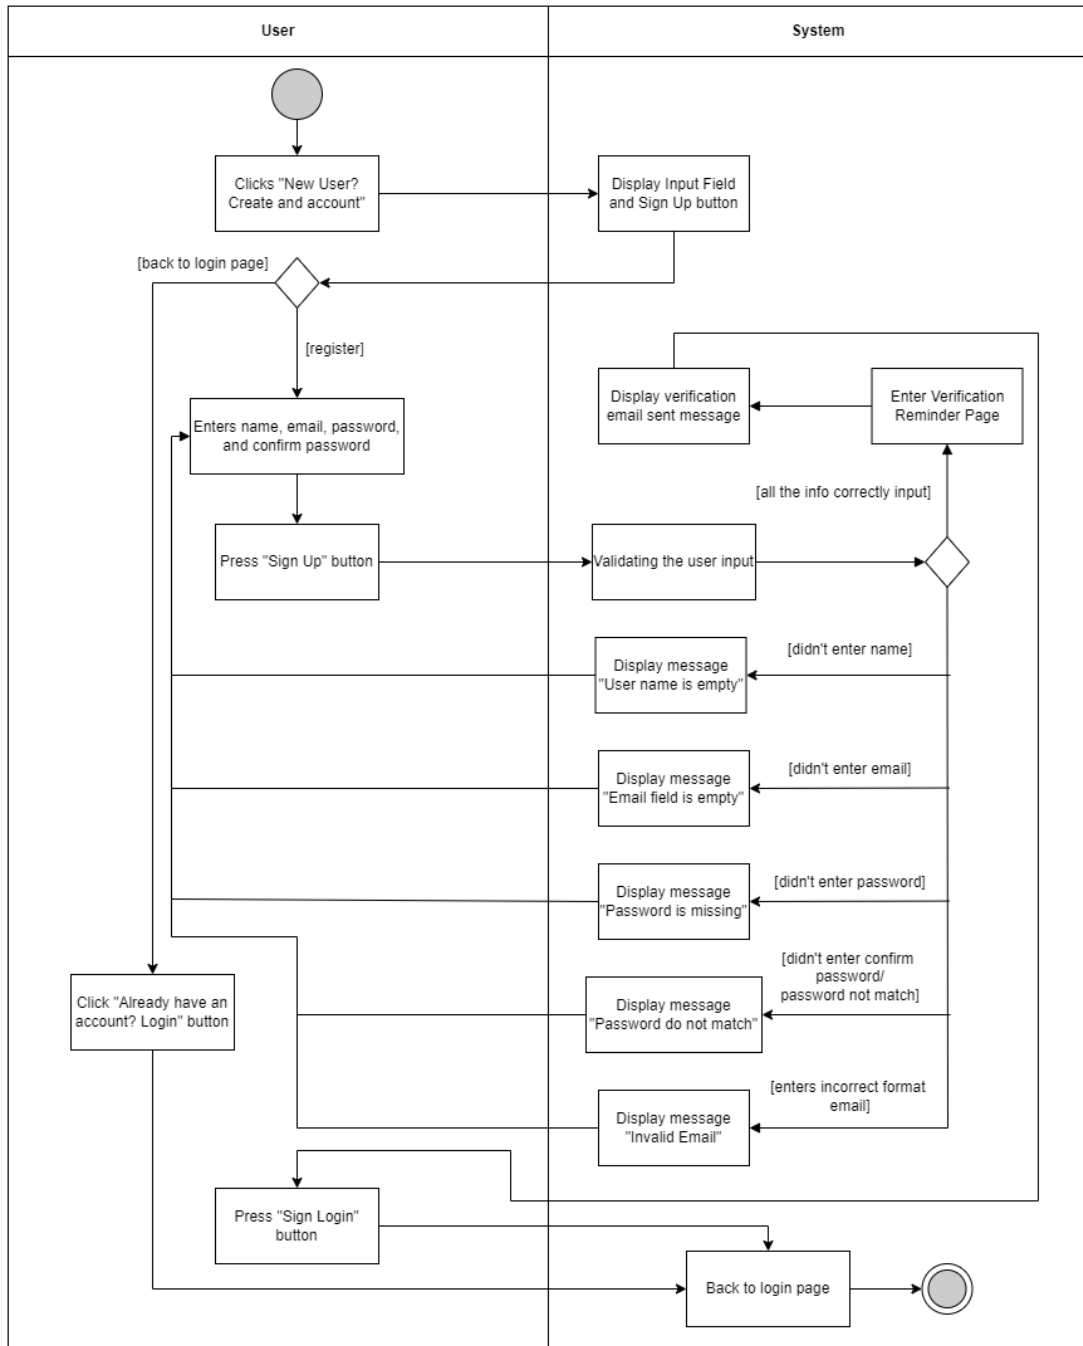 User
System
Clicks "New User?
Create and account"
Display Input Field
and Sign Up button
[back to login page]
[register]
Display verification
email sent message
Enter Verification
Reminder Page
Enters name, email, password,
and confirm password
[all the info correctly input]
Press "Sign Up" button
Validating the user input
[didn't enter name]
Display message
"User name is empty"
[didn't enter email]
Display message
"Email field is empty"
[didn't enter password]
Display message
"Password is missing"
[didn't enter confirm
password/
password not match]
Click "Already have an
account? Login" button
Display message
"Password do not match"
[enters incorrect format
email]
Display message
"Invalid Email"
Press "Sign Login"
button
Back to login page